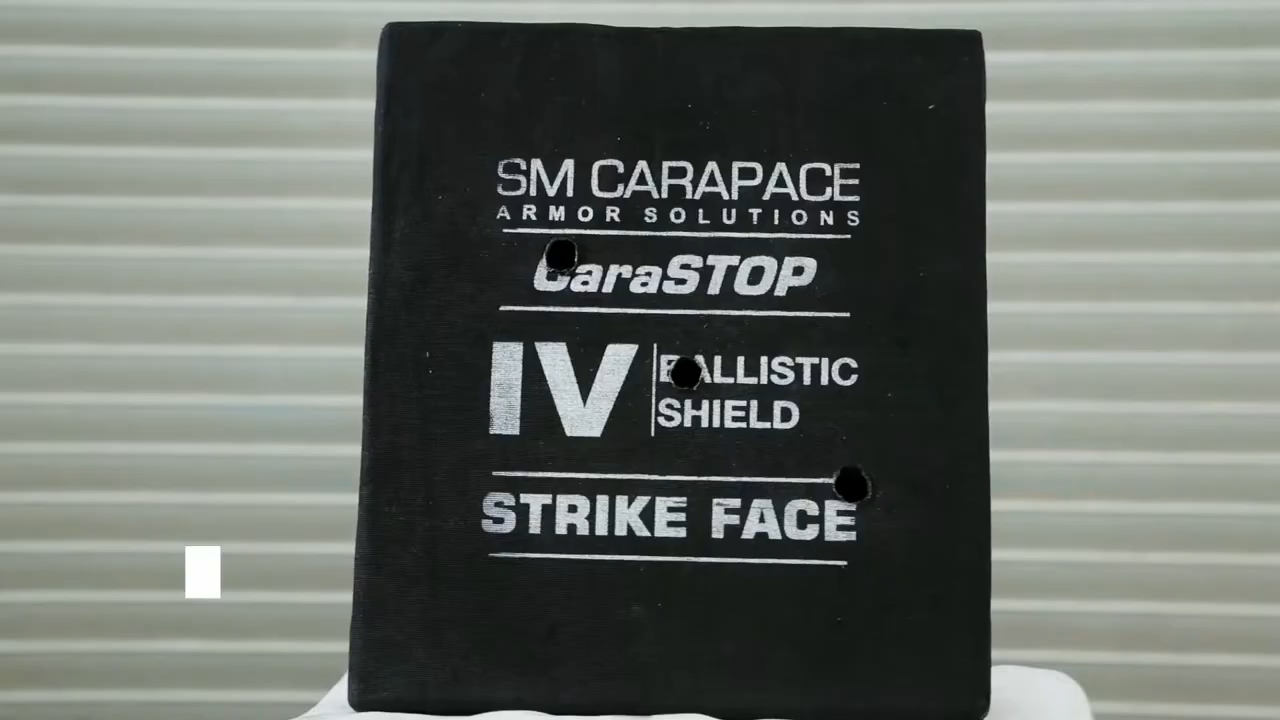 SM CARAPACE
ARMOR SOLUTIONS
CaraSTOP
IV BALLISTIC
SHIELD
STRIKE FACE